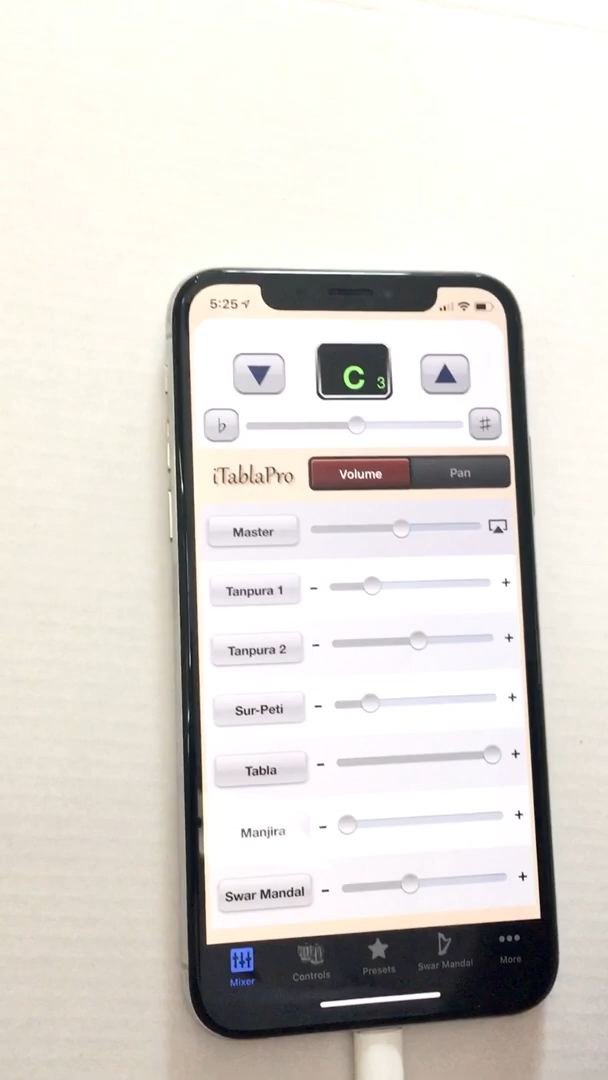 5:25
C 3
♭ ♯
iTablaPro Volume Pan
Master
Tanpura 1 - +
Tanpura 2 - +
Sur-Peti - +
Tabla - +
Manjira - +
Swar Mandal - +
Mixer Controls Presets Swar Mandal More